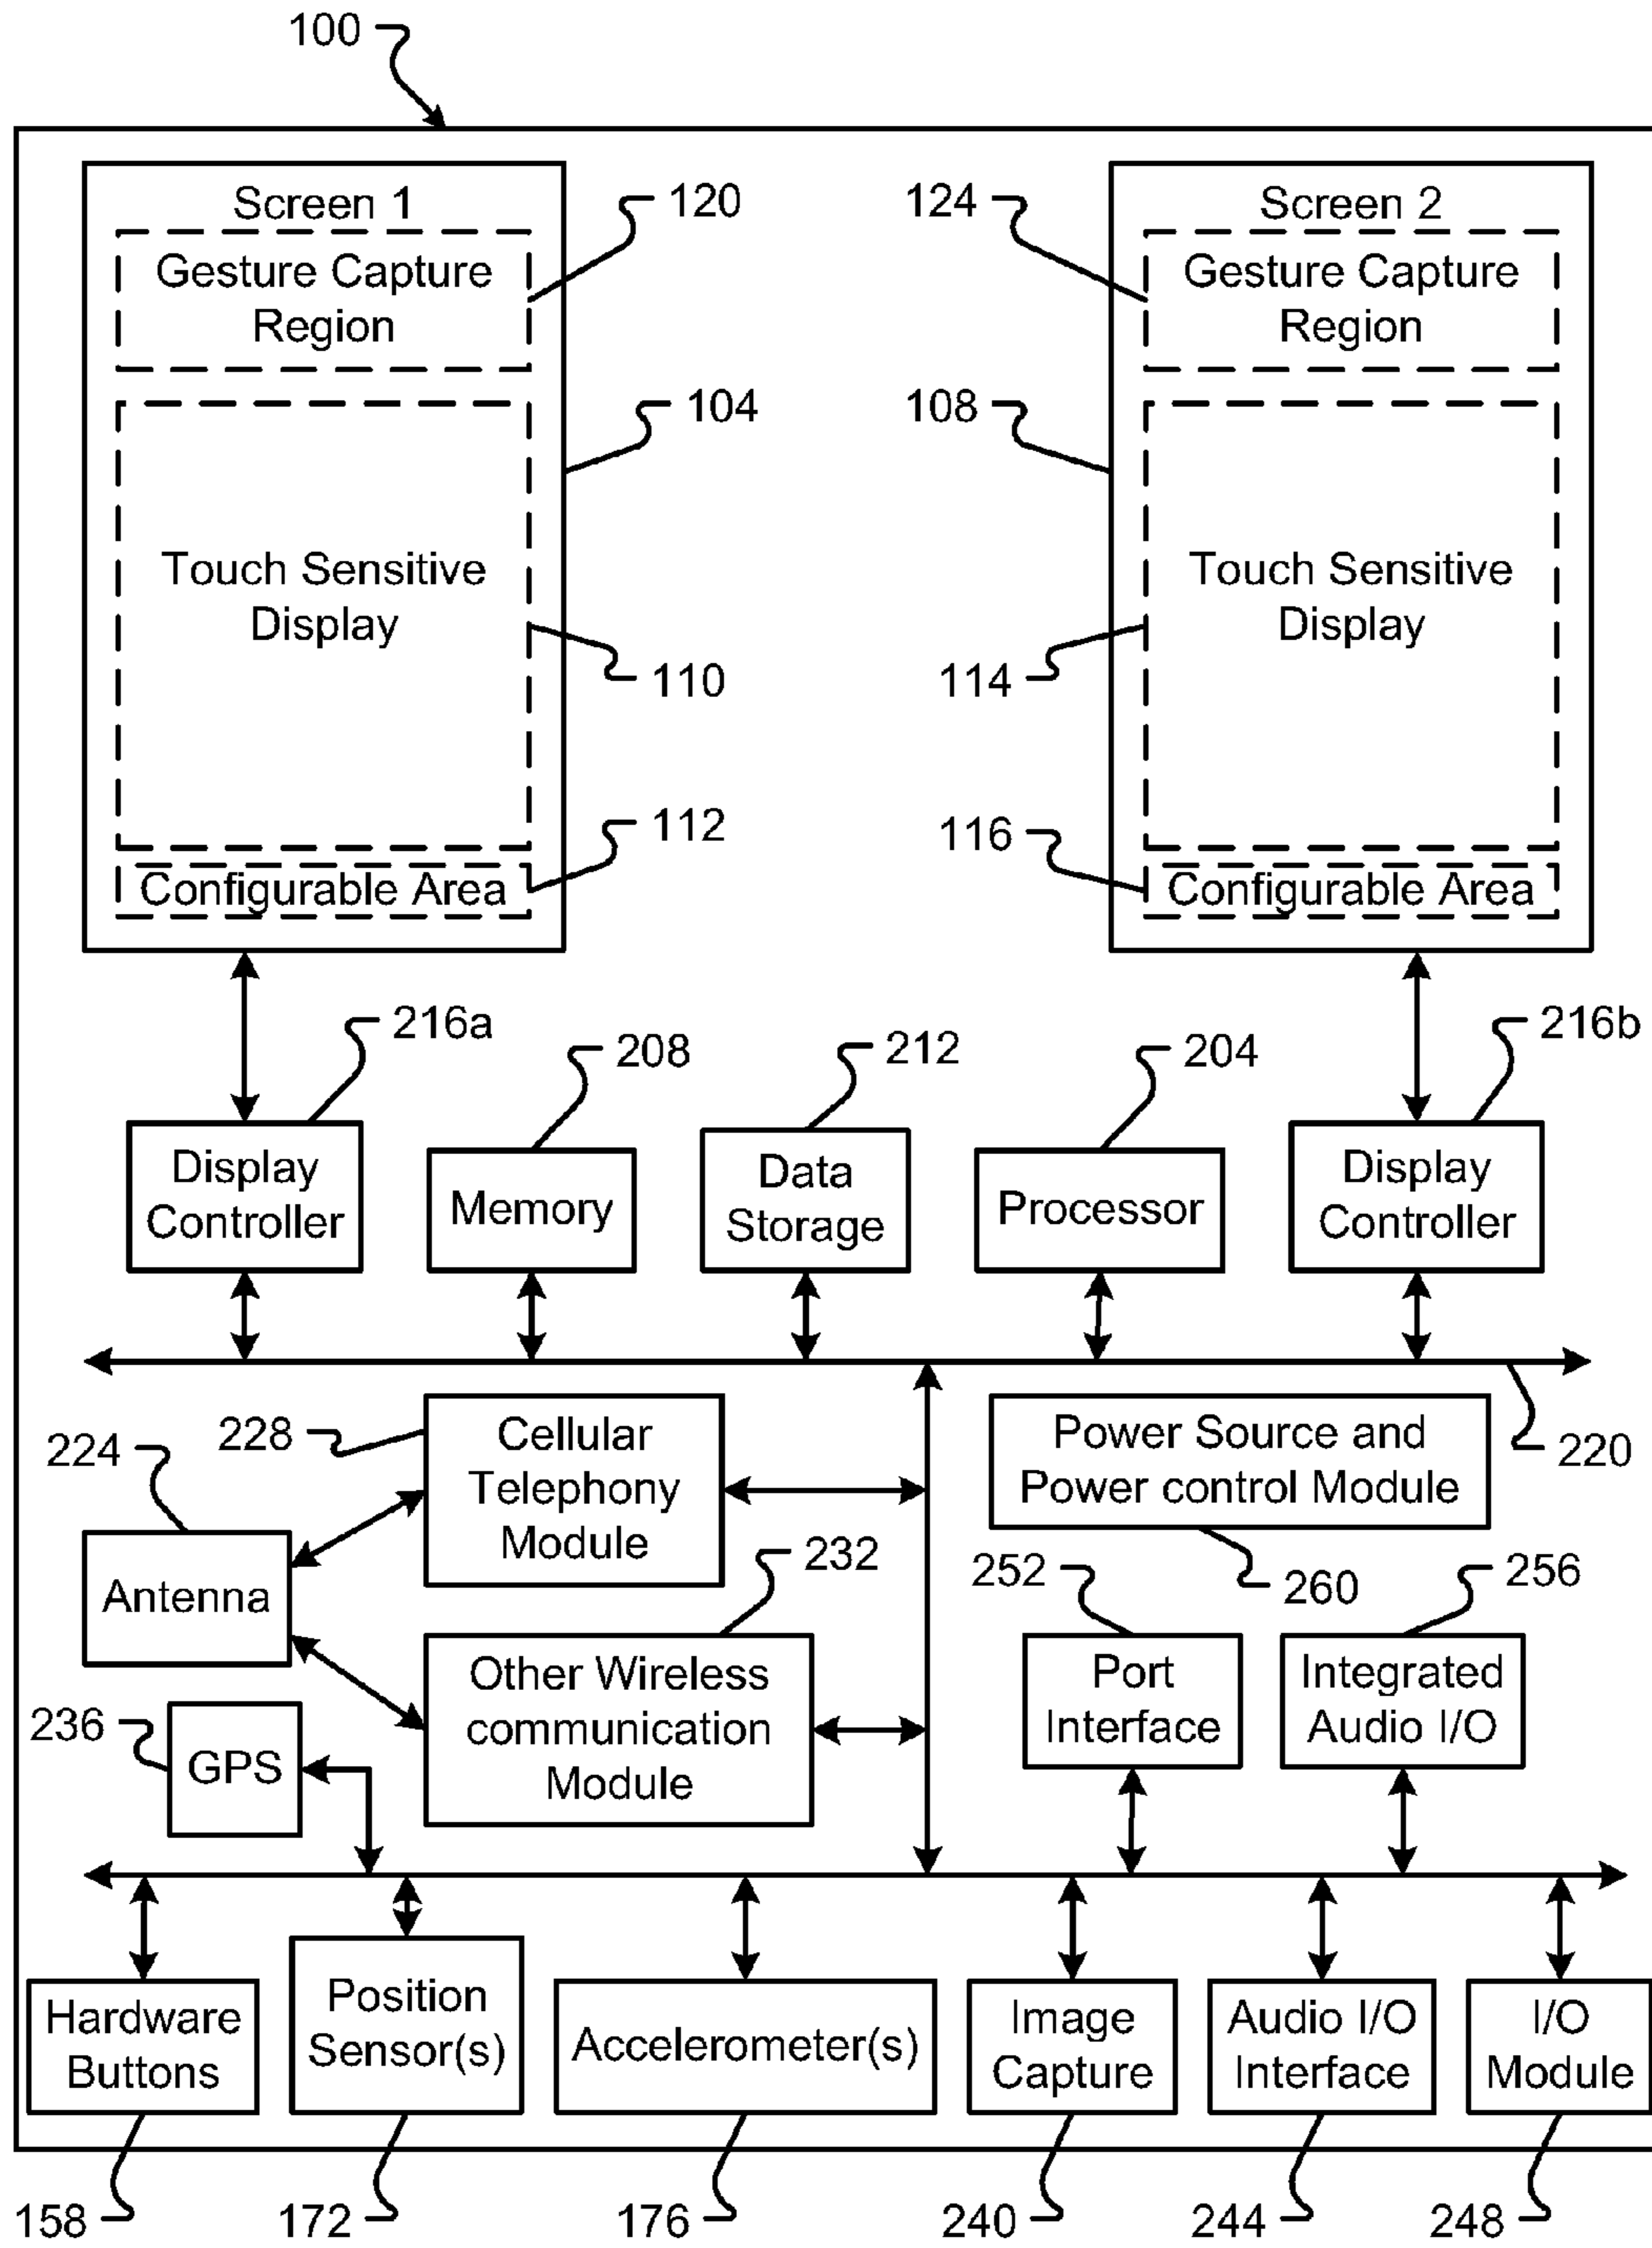 100
Screen 1
120
124
Screen 2
Gesture Capture
Region
Gesture Capture
Region
104
108
Touch Sensitive
Display
Touch Sensitive
Display
110
114
112
116
Configurable Area
Configurable Area
216a
208
212
204
216b
Display
Controller
Memory
Data
Storage
Processor
Display
Controller
228
Cellular
Telephony
Module
Power Source and
Power control Module
220
224
Antenna
232
252
260
256
Other Wireless
communication
Module
Port
Interface
Integrated
Audio I/O
236
GPS
Hardware
Buttons
Position
Sensor(s)
Accelerometer(s)
Image
Capture
Audio I/O
Interface
I/O
Module
158
172
176
240
244
248